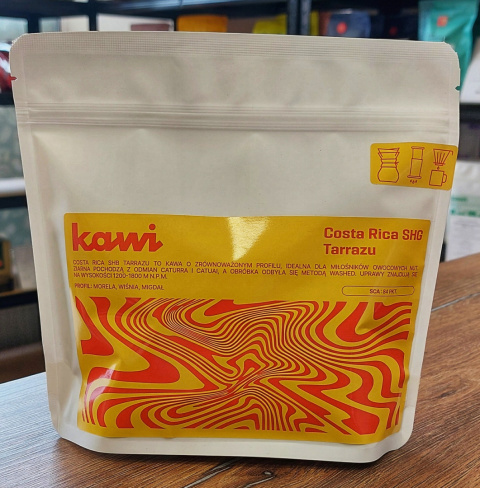 kawi
Costa Rica SHG
Tarrazu
COSTA RICA SHB TARRAZU TO KAWA O ZRÓWNOWAŻONYM PROFILU, IDEALNA DLA MIŁOŚNIKÓW OWOCOWYCH NUT.
ZIARNA POCHODZĄ Z ODMIAN CATURRA I CATUAI, A OBRÓBKA ODBYŁA SIĘ METODĄ WASHED. UPRAWY ZNAJDUJĄ SIĘ
NA WYSOKOŚCI 1200-1800 M N.P.M.
PROFIL: MORELA, WIŚNIA, MIGDAŁ
SCA: 84 PKT.